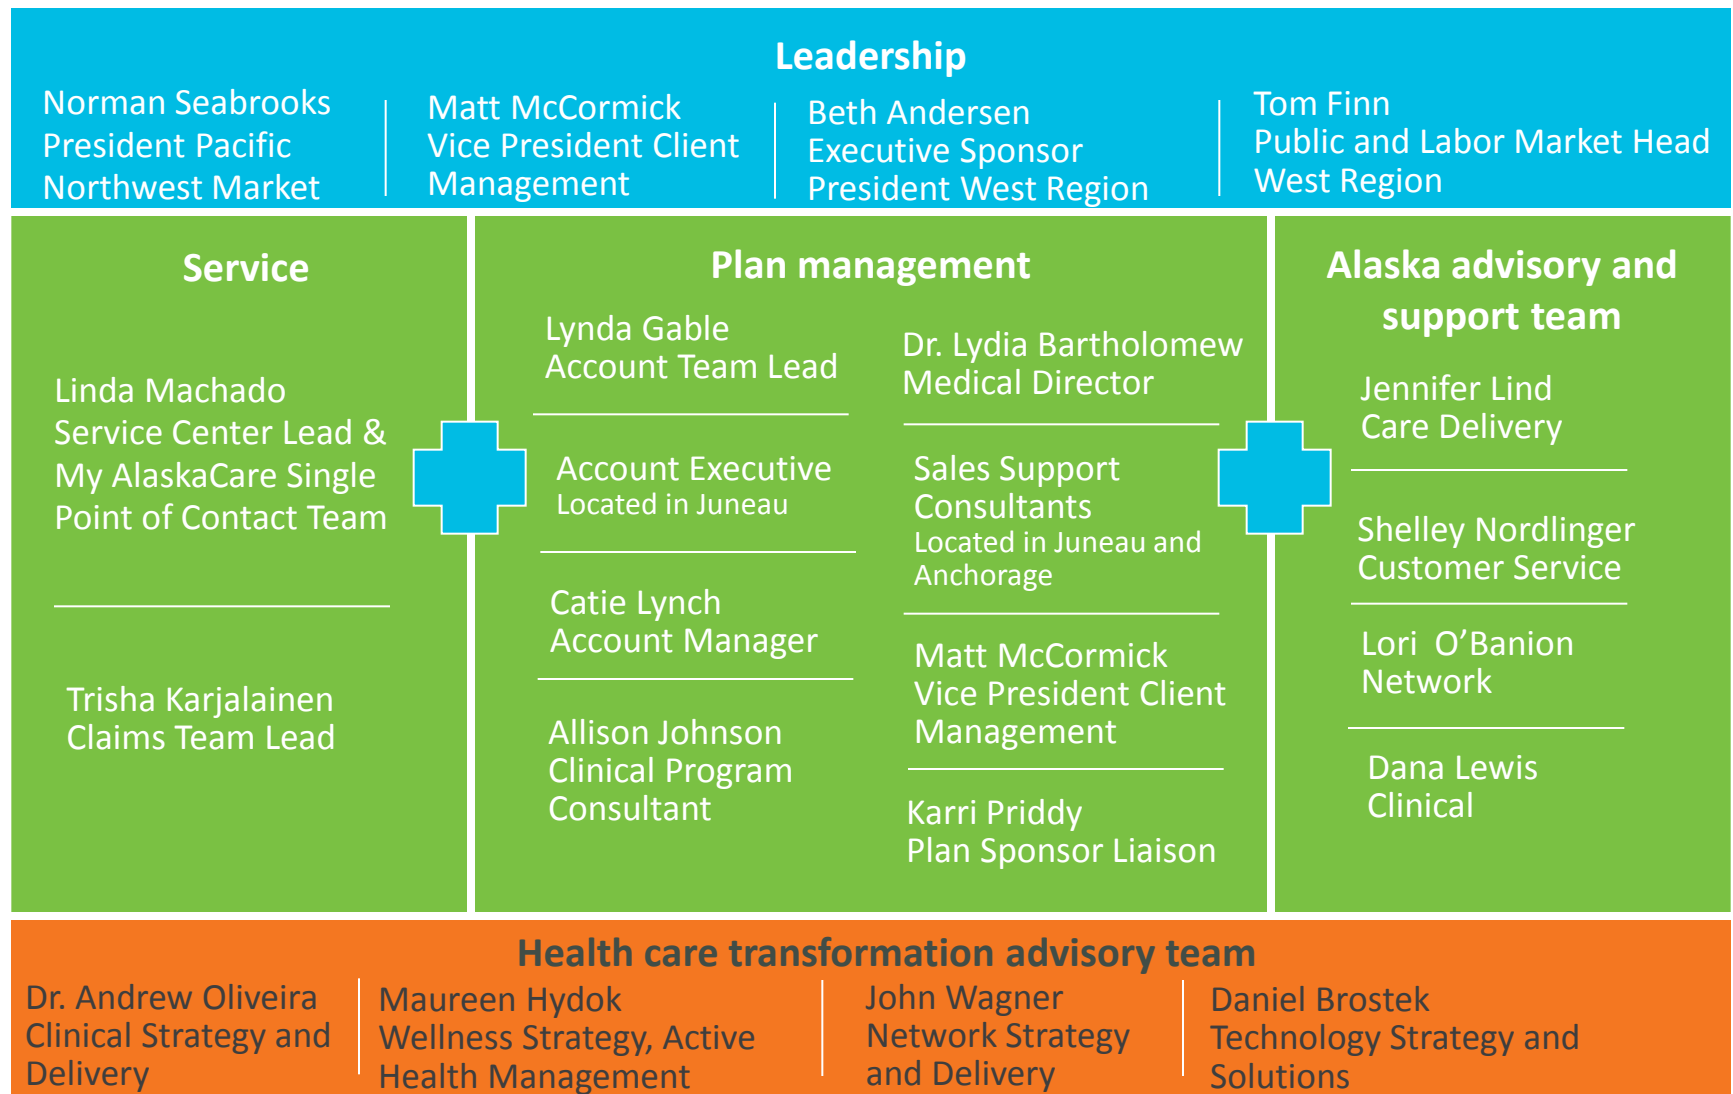 Leadership
Norman Seabrooks
President Pacific
Northwest Market
Matt McCormick
Vice President Client
Management
Beth Andersen
Executive Sponsor
President West Region
Tom Finn
Public and Labor Market Head
West Region
Service
Linda Machado
Service Center Lead &
My AlaskaCare Single
Point of Contact Team
Trisha Karjalainen
Claims Team Lead
Plan management
Lynda Gable
Account Team Lead
Account Executive
Located in Juneau
Catie Lynch
Account Manager
Allison Johnson
Clinical Program
Consultant
Dr. Lydia Bartholomew
Medical Director
Sales Support
Consultants
Located in Juneau and
Anchorage
Matt McCormick
Vice President Client
Management
Karri Priddy
Plan Sponsor Liaison
Alaska advisory and
support team
Jennifer Lind
Care Delivery
Shelley Nordlinger
Customer Service
Lori O’Banion
Network
Dana Lewis
Clinical
Health care transformation advisory team
Dr. Andrew Oliveira
Clinical Strategy and
Delivery
Maureen Hydok
Wellness Strategy, Active
Health Management
John Wagner
Network Strategy
and Delivery
Daniel Brostek
Technology Strategy and
Solutions